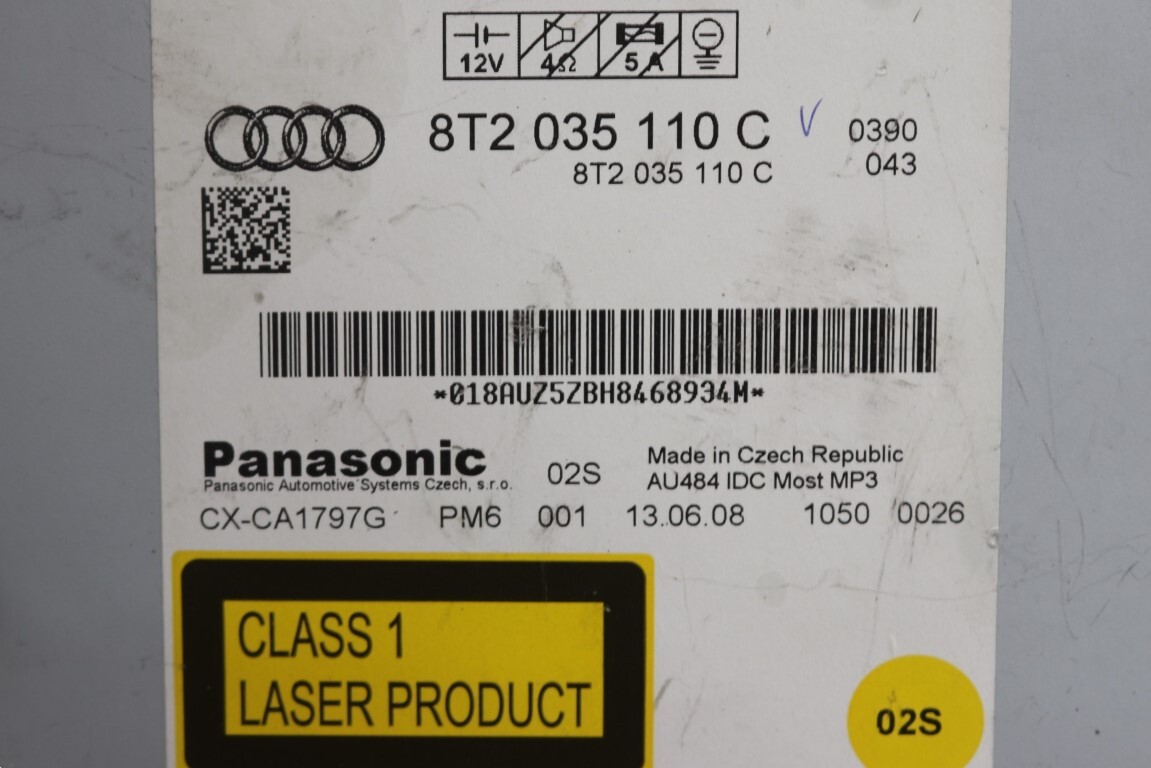 12V 4Ω 5 A
8T2 035 110 C V 0390
8T2 035 110 C 043
*018AUZ5ZBH8468934M*
Panasonic
Panasonic Automotive Systems Czech, s.r.o.
02S
Made in Czech Republic
AU484 IDC Most MP3
CX-CA1797G PM6 001 13.06.08 1050 0026
CLASS 1
LASER PRODUCT
02S